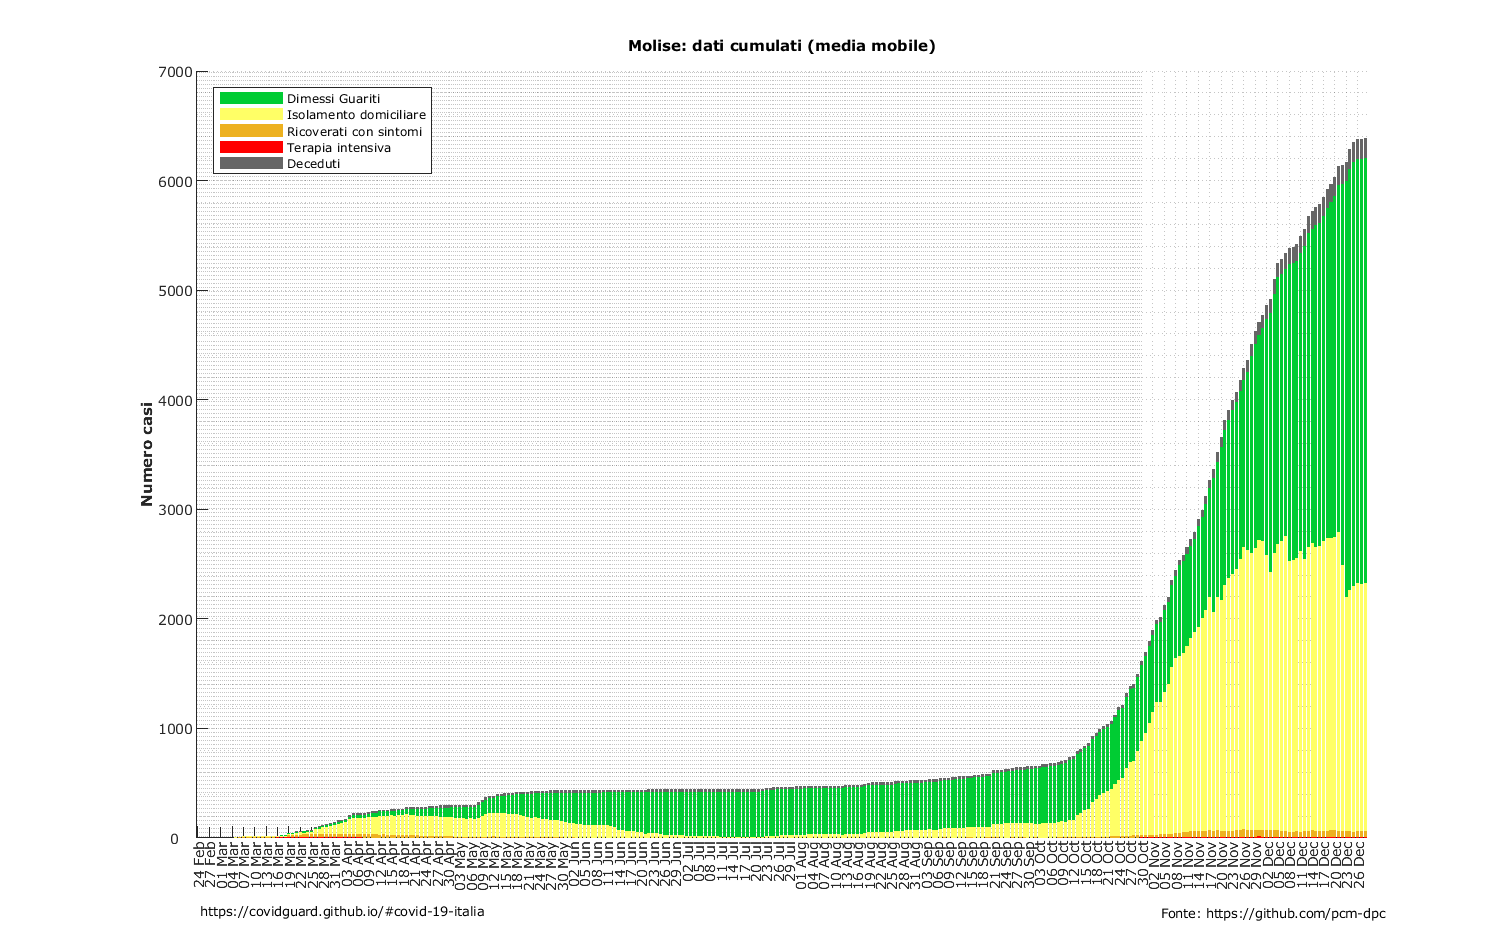 Molise: dati cumulati (media mobile)
7000
6000
5000
4000
3000
2000
1000
0
Numero casi
Dimessi Guariti
Isolamento domiciliare
Ricoverati con sintomi
Terapia intensiva
Deceduti
24 Feb
27 Feb
01 Mar
04 Mar
07 Mar
10 Mar
13 Mar
16 Mar
19 Mar
22 Mar
25 Mar
28 Mar
31 Mar
03 Apr
06 Apr
09 Apr
12 Apr
15 Apr
18 Apr
21 Apr
24 Apr
27 Apr
30 Apr
03 May
06 May
09 May
12 May
15 May
18 May
21 May
24 May
27 May
30 May
02 Jun
05 Jun
08 Jun
11 Jun
14 Jun
17 Jun
20 Jun
23 Jun
26 Jun
29 Jun
02 Jul
05 Jul
08 Jul
11 Jul
14 Jul
17 Jul
20 Jul
23 Jul
26 Jul
29 Jul
01 Aug
04 Aug
07 Aug
10 Aug
13 Aug
16 Aug
19 Aug
22 Aug
25 Aug
28 Aug
31 Aug
03 Sep
06 Sep
09 Sep
12 Sep
15 Sep
18 Sep
21 Sep
24 Sep
27 Sep
30 Sep
03 Oct
06 Oct
09 Oct
12 Oct
15 Oct
18 Oct
21 Oct
24 Oct
27 Oct
30 Oct
02 Nov
05 Nov
08 Nov
11 Nov
14 Nov
17 Nov
20 Nov
23 Nov
26 Nov
29 Nov
02 Dec
05 Dec
08 Dec
11 Dec
14 Dec
17 Dec
20 Dec
23 Dec
26 Dec
https://covidguard.github.io/#covid-19-italia
Fonte: https://github.com/pcm-dpc